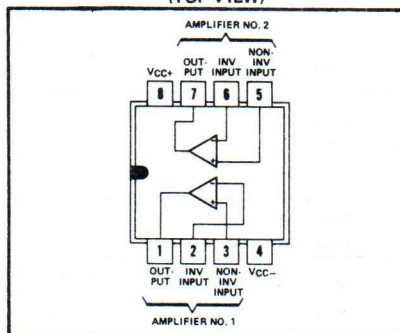 (TOP VIEW)
AMPLIFIER NO. 2
NON-
OUT- INV INV
VCC+ PUT INPUT INPUT
8 7 6 5
- +
- +
1 2 3 4
OUT- INV NON- VCC−
PUT INPUT INV
INPUT
AMPLIFIER NO. 1